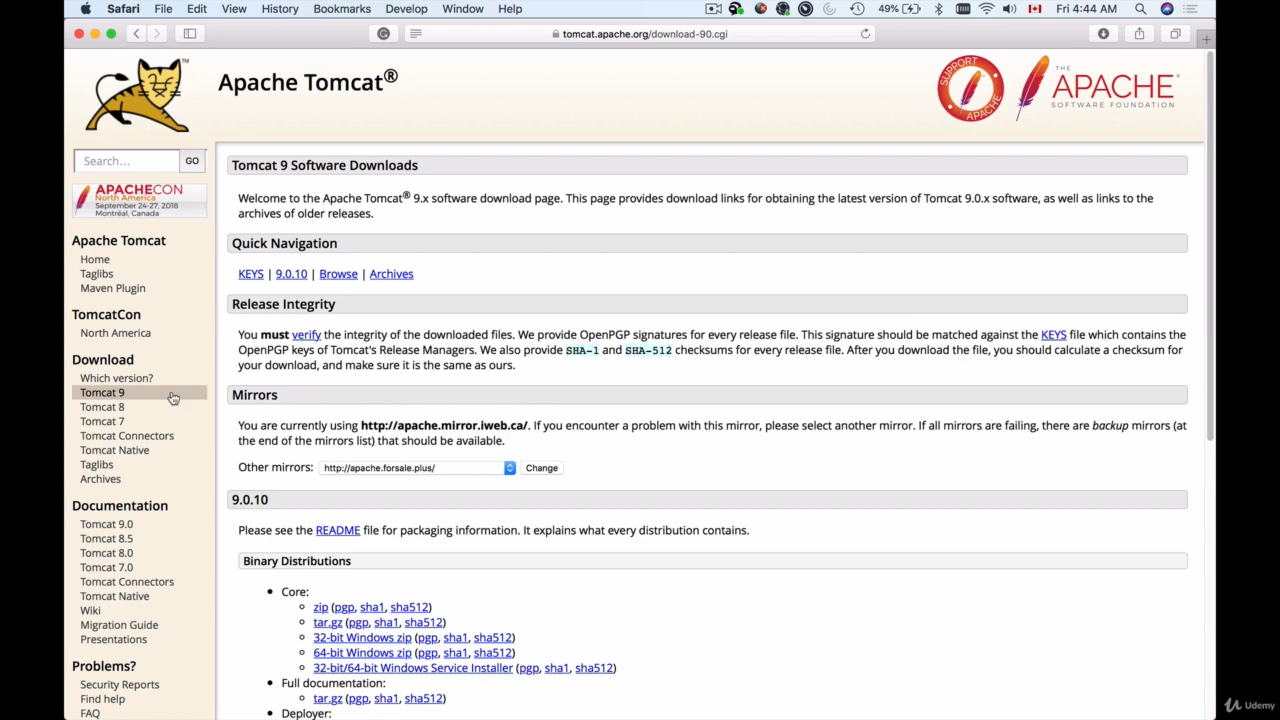 Safari File Edit View History Bookmarks Develop Window Help 49% Fri 4:44 AM
tomcat.apache.org/download-90.cgi
Apache Tomcat®
SUPPORT APACHE
THE APACHE® SOFTWARE FOUNDATION
Search... GO
APACHECON
North America
September 24-27, 2018
Montréal, Canada
Apache Tomcat
Home
Taglibs
Maven Plugin
TomcatCon
North America
Download
Which version?
Tomcat 9
Tomcat 8
Tomcat 7
Tomcat Connectors
Tomcat Native
Taglibs
Archives
Documentation
Tomcat 9.0
Tomcat 8.5
Tomcat 8.0
Tomcat 7.0
Tomcat Connectors
Tomcat Native
Wiki
Migration Guide
Presentations
Problems?
Security Reports
Find help
FAQ
Tomcat 9 Software Downloads
Welcome to the Apache Tomcat® 9.x software download page. This page provides download links for obtaining the latest version of Tomcat 9.0.x software, as well as links to the
archives of older releases.
Quick Navigation
KEYS | 9.0.10 | Browse | Archives
Release Integrity
You must verify the integrity of the downloaded files. We provide OpenPGP signatures for every release file. This signature should be matched against the KEYS file which contains the
OpenPGP keys of Tomcat's Release Managers. We also provide SHA-1 and SHA-512 checksums for every release file. After you download the file, you should calculate a checksum for
your download, and make sure it is the same as ours.
Mirrors
You are currently using http://apache.mirror.iweb.ca/. If you encounter a problem with this mirror, please select another mirror. If all mirrors are failing, there are backup mirrors (at
the end of the mirrors list) that should be available.
Other mirrors: http://apache.forsale.plus/ Change
9.0.10
Please see the README file for packaging information. It explains what every distribution contains.
Binary Distributions
• Core:
zip (pgp, sha1, sha512)
tar.gz (pgp, sha1, sha512)
32-bit Windows zip (pgp, sha1, sha512)
64-bit Windows zip (pgp, sha1, sha512)
32-bit/64-bit Windows Service Installer (pgp, sha1, sha512)
• Full documentation:
tar.gz (pgp, sha1, sha512)
• Deployer:
Udemy